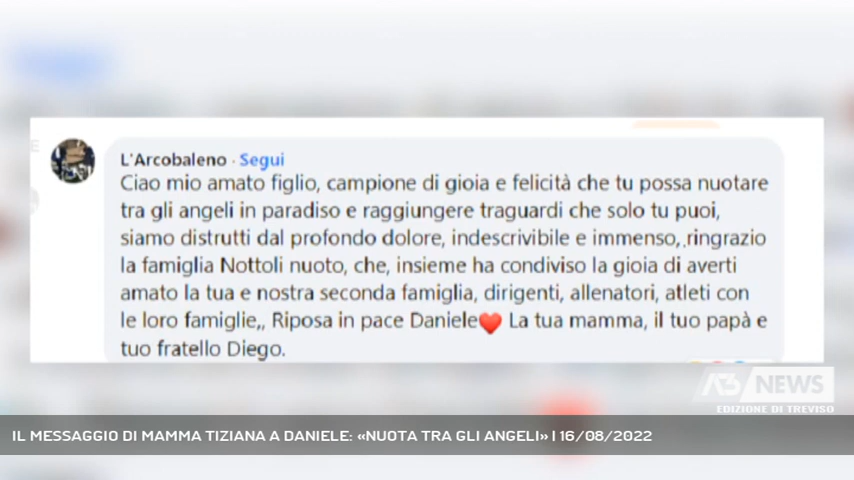 L'Arcobaleno · Segui
Ciao mio amato figlio, campione di gioia e felicità che tu possa nuotare
tra gli angeli in paradiso e raggiungere traguardi che solo tu puoi,
siamo distrutti dal profondo dolore, indescrivibile e immenso,.ringrazio
la famiglia Nottoli nuoto, che, insieme ha condiviso la gioia di averti
amato la tua e nostra seconda famiglia, dirigenti, allenatori, atleti con
le loro famiglie,, Riposa in pace Daniele❤️ La tua mamma, il tuo papà e
tuo fratello Diego.
A3 NEWS
EDIZIONE DI TREVISO
IL MESSAGGIO DI MAMMA TIZIANA A DANIELE: «NUOTA TRA GLI ANGELI» | 16/08/2022